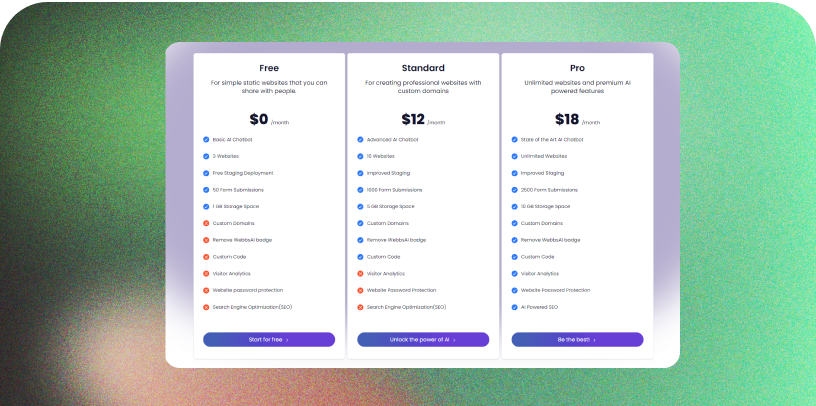 Free
For simple static websites that you can
share with people.
$0 /month
Basic AI Chatbot
3 Websites
Free Staging Deployment
50 Form Submissions
1 GB Storage Space
Custom Domains
Remove WebbsAI badge
Custom Code
Visitor Analytics
Website password protection
Search Engine Optimization(SEO)
Start for free ›
Standard
For creating professional websites with
custom domains
$12 /month
Advanced AI Chatbot
10 Websites
Improved Staging
1000 Form Submissions
5 GB Storage Space
Custom Domains
Remove WebbsAI badge
Custom Code
Visitor Analytics
Website Password Protection
Search Engine Optimization(SEO)
Unlock the power of AI ›
Pro
Unlimited websites and premium AI
powered features
$18 /month
State of the Art AI Chatbot
Unlimited Websites
Improved Staging
2500 Form Submissions
10 GB Storage Space
Custom Domains
Remove WebbsAI badge
Custom Code
Visitor Analytics
Website Password Protection
AI Powered SEO
Be the best! ›